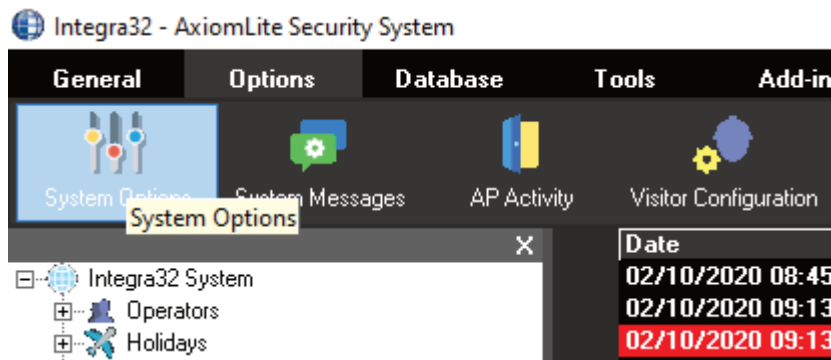 Integra32 - AxiomLite Security System
General Options Database Tools Add-in
System Options System Messages AP Activity Visitor Configuration
System Options
X Date
Integra32 System 02/10/2020 08:45
Operators 02/10/2020 09:13
Holidays 02/10/2020 09:13